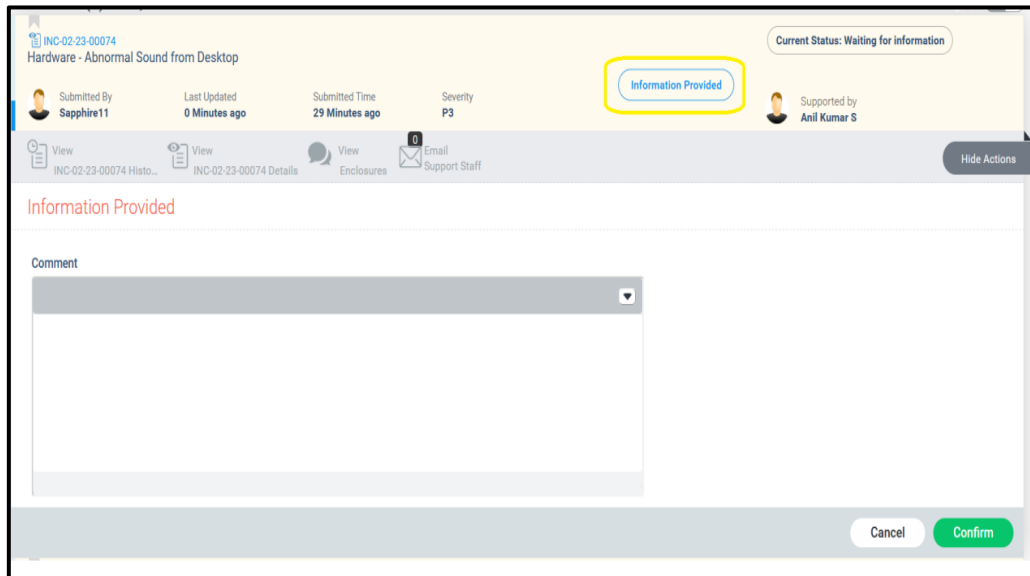 INC-02-23-00074
Hardware - Abnormal Sound from Desktop
Current Status: Waiting for information
Information Provided
Submitted By
Sapphire11
Last Updated
0 Minutes ago
Submitted Time
29 Minutes ago
Severity
P3
Supported by
Anil Kumar S
View
INC-02-23-00074 Histo...
View
INC-02-23-00074 Details
View
Enclosures
0
Email
Support Staff
Hide Actions
Information Provided
Comment
Cancel
Confirm